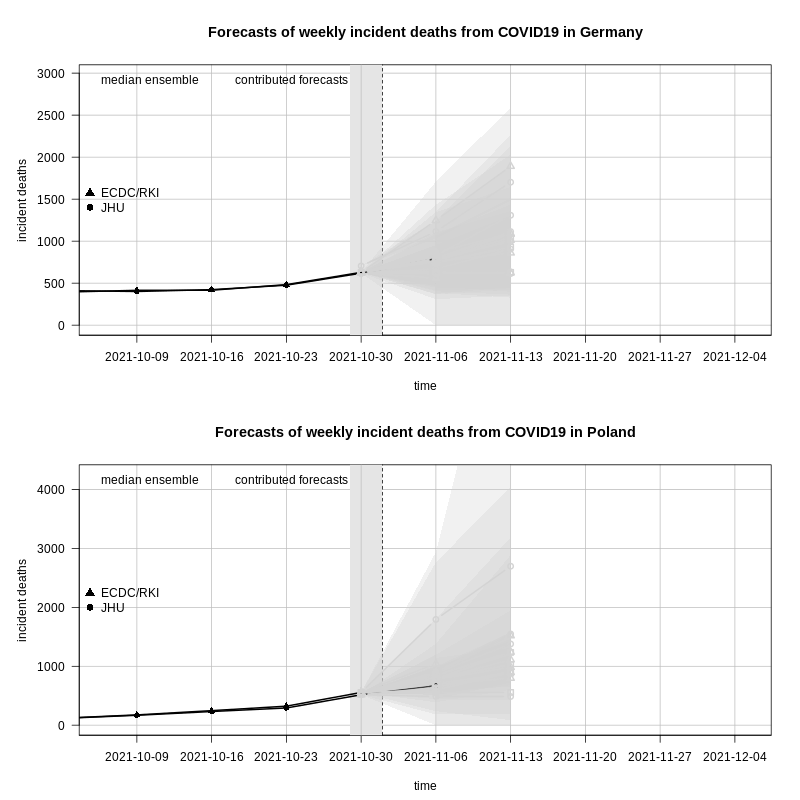 Forecasts of weekly incident deaths from COVID19 in Germany
median ensemble contributed forecasts
3000
2500
2000
1500
1000
500
0
incident deaths
ECDC/RKI
JHU
2021-10-09 2021-10-16 2021-10-23 2021-10-30 2021-11-06 2021-11-13 2021-11-20 2021-11-27 2021-12-04
time
Forecasts of weekly incident deaths from COVID19 in Poland
median ensemble contributed forecasts
4000
3000
2000
1000
0
incident deaths
ECDC/RKI
JHU
2021-10-09 2021-10-16 2021-10-23 2021-10-30 2021-11-06 2021-11-13 2021-11-20 2021-11-27 2021-12-04
time